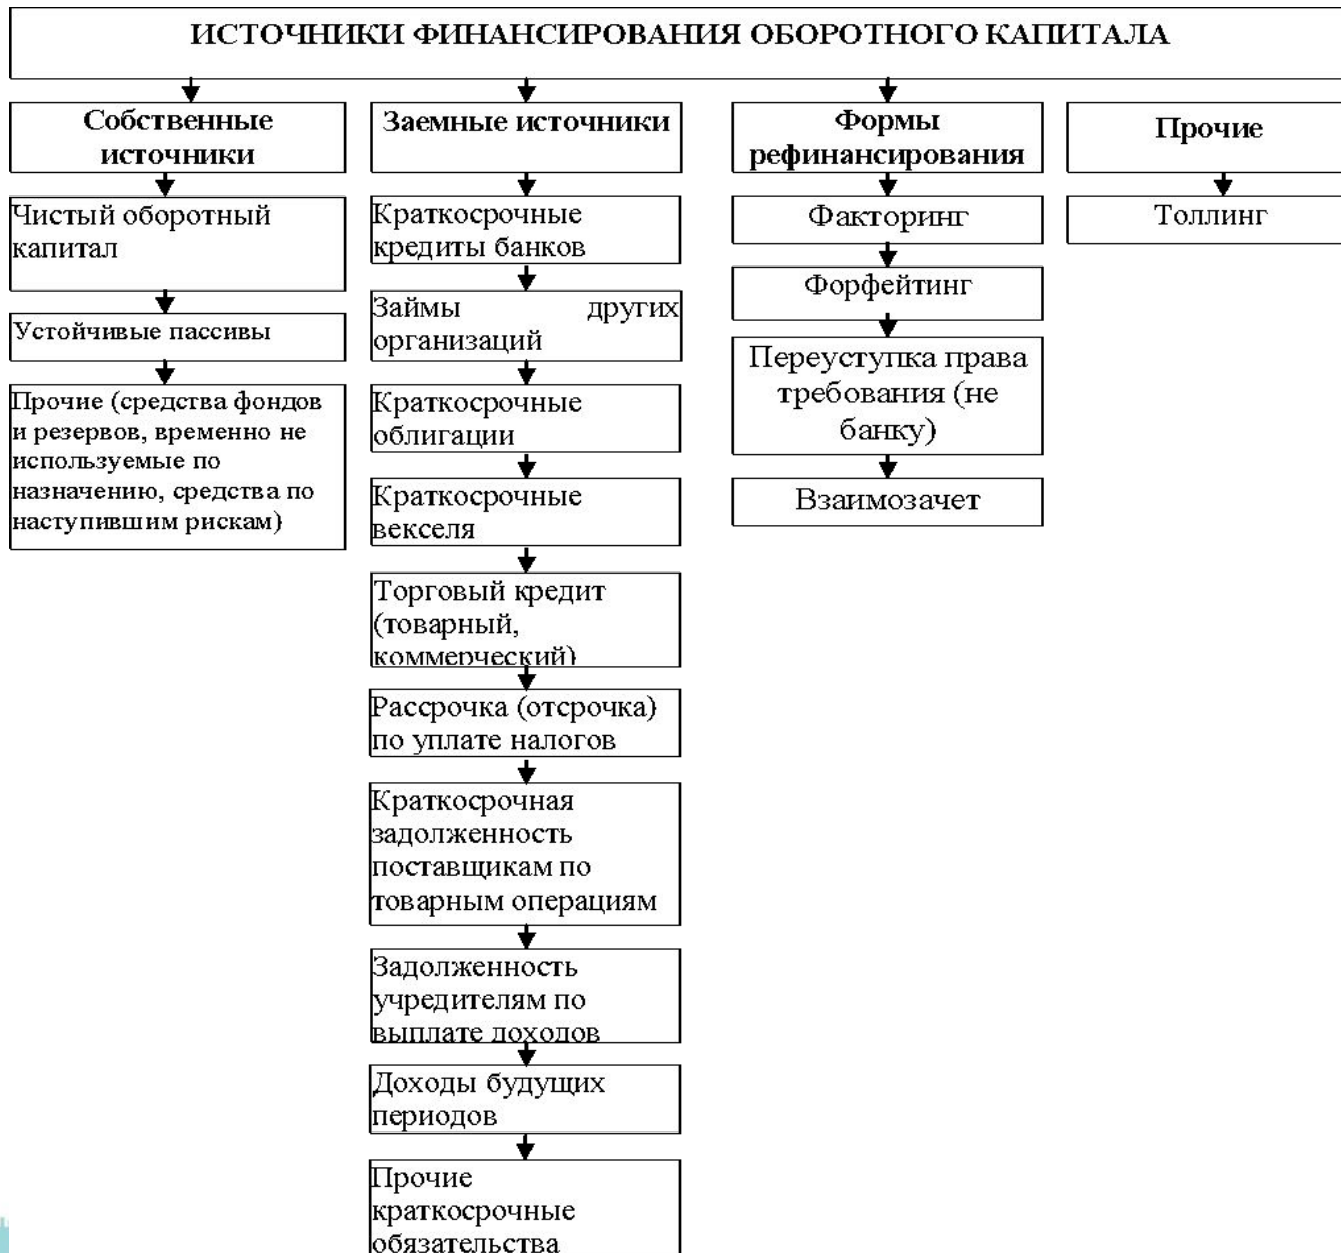 ИСТОЧНИКИ ФИНАНСИРОВАНИЯ ОБОРОТНОГО КАПИТАЛА
Собственные
источники
Чистый оборотный
капитал
Устойчивые пассивы
Прочие (средства фондов
и резервов, временно не
используемые по
назначению, средства по
наступившим рискам)
Заемные источники
Краткосрочные
кредиты банков
Займы других
организаций
Краткосрочные
облигации
Краткосрочные
векселя
Торговый кредит
(товарный,
коммерческий)
Рассрочка (отсрочка)
по уплате налогов
Краткосрочная
задолженность
поставщикам по
товарным операциям
Задолженность
учредителям по
выплате доходов
Доходы будущих
периодов
Прочие
краткосрочные
обязательства
Формы
рефинансирования
Факторинг
Форфейтинг
Переуступка права
требования (не
банку)
Взаимозачет
Прочие
Толлинг